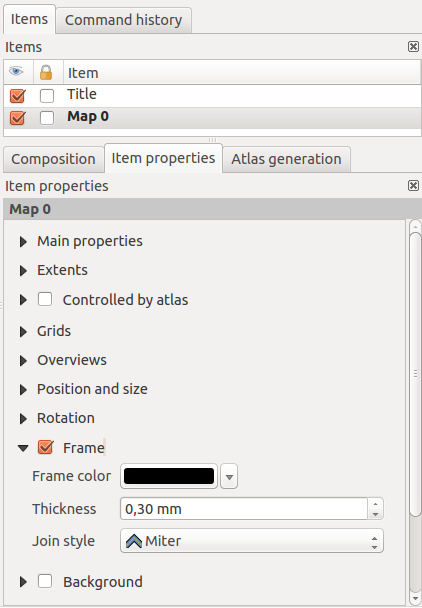 Items Command history
Items
Item
Title
Map 0
Composition Item properties Atlas generation
Item properties
Map 0
Main properties
Extents
Controlled by atlas
Grids
Overviews
Position and size
Rotation
Frame
Frame color
Thickness 0,30 mm
Join style Miter
Background